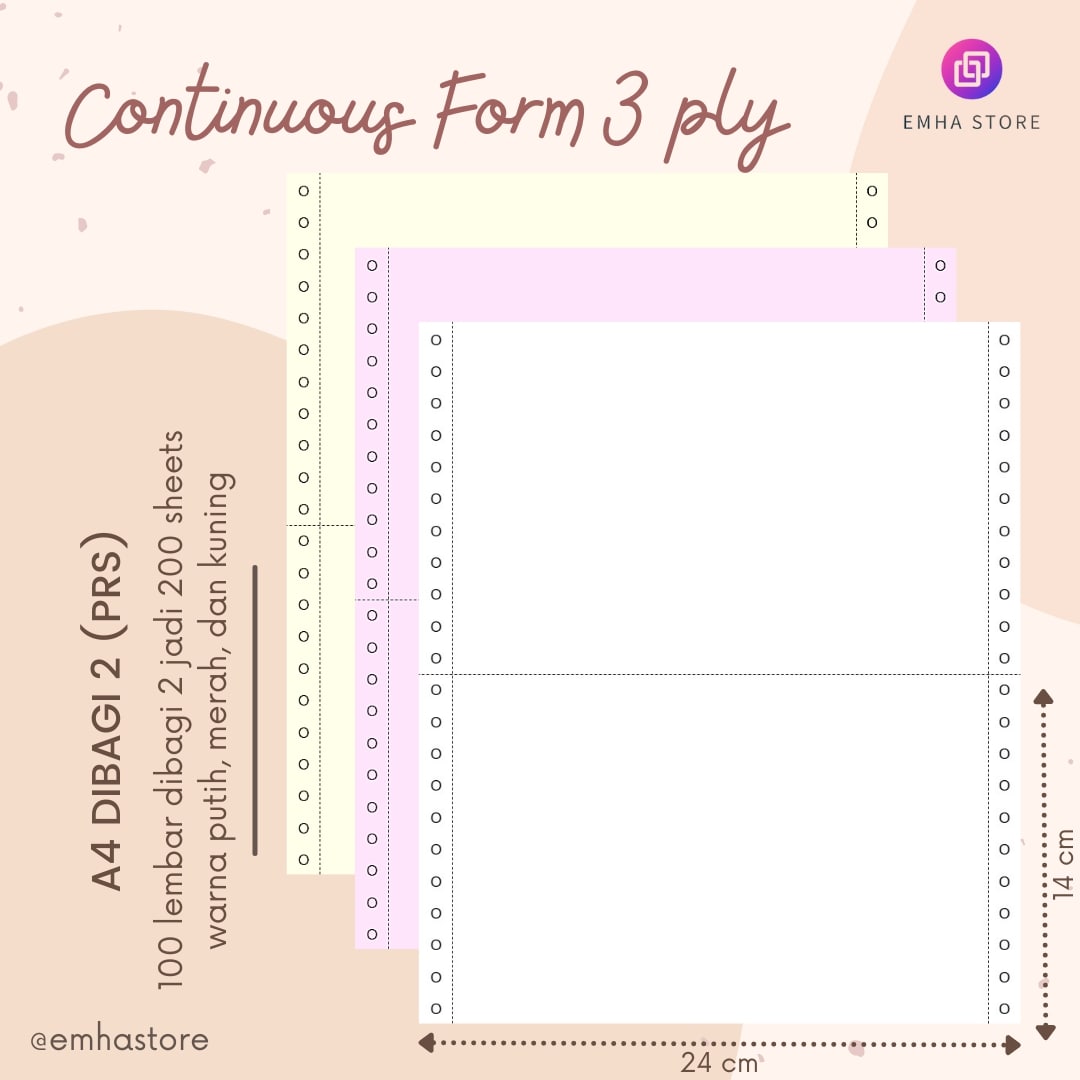 Continuous Form 3 ply
EMHA STORE
A4 DIBAGI 2 (PRS)
100 lembar dibagi 2 jadi 200 sheets
warna putih, merah, dan kuning
14 cm
24 cm
@emhastore